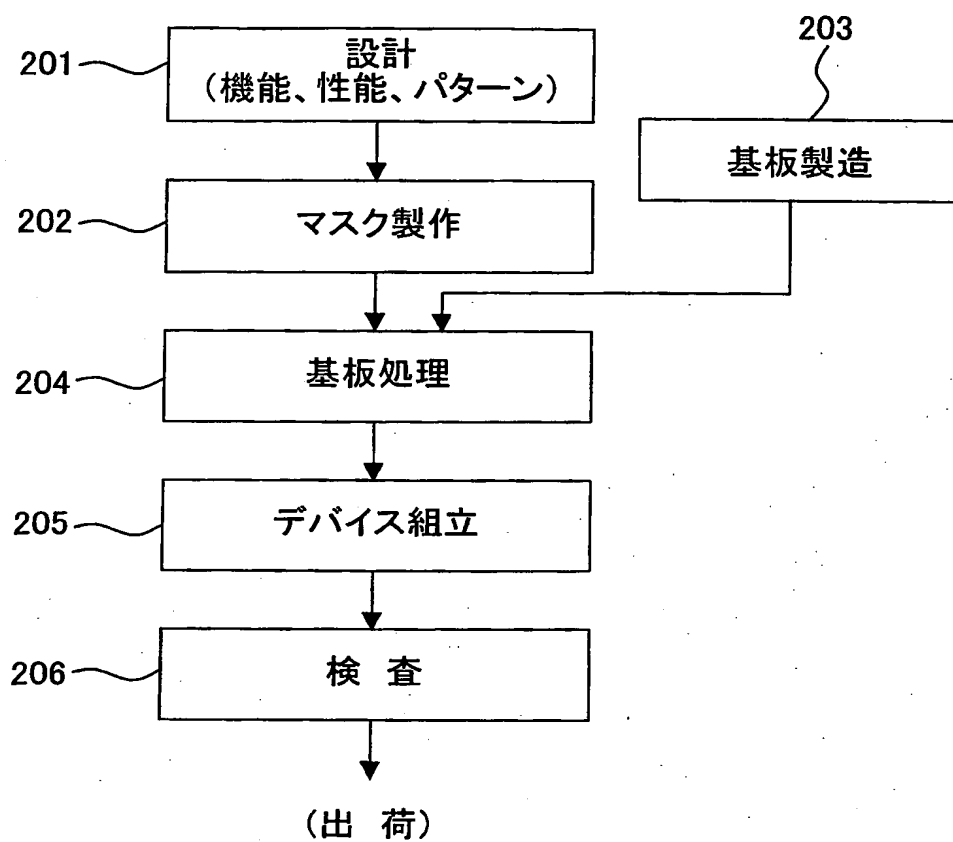 201
設計
(機能、性能、パターン)
203
基板製造
202
マスク製作
204
基板処理
205
デバイス組立
206
検 査
(出 荷)